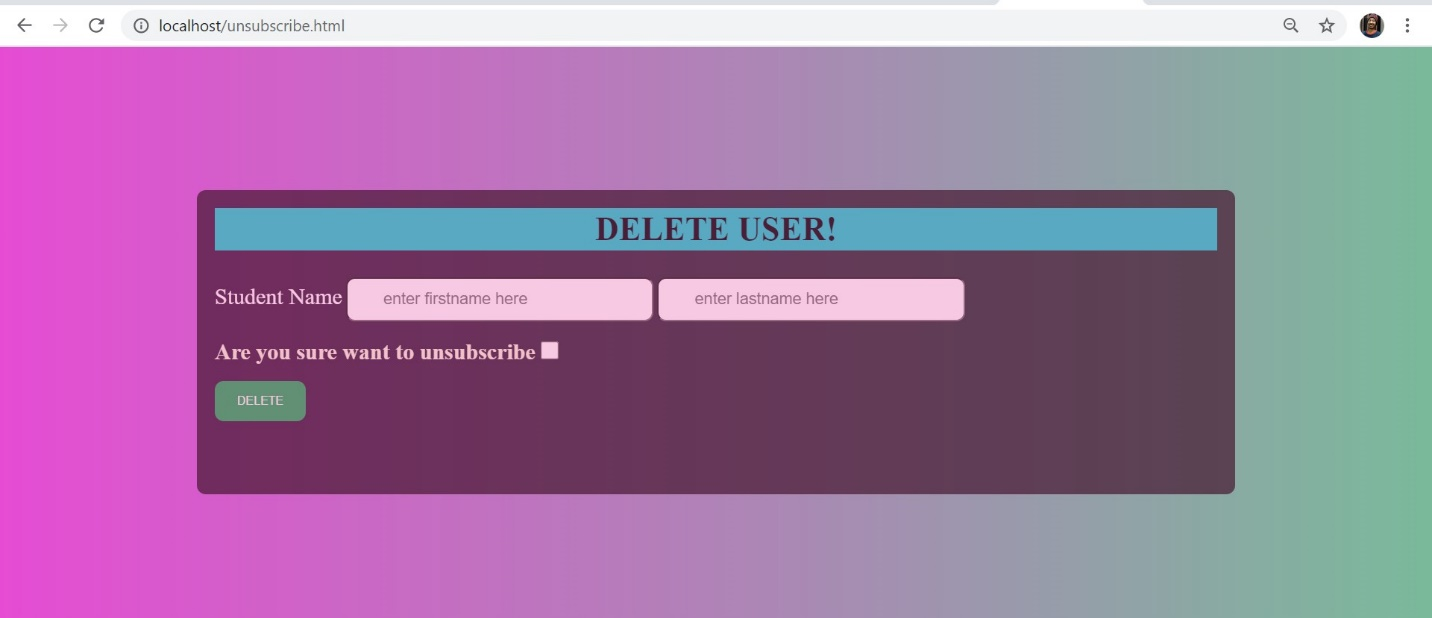 localhost/unsubscribe.html
DELETE USER!
Student Name enter firstname here enter lastname here
Are you sure want to unsubscribe
DELETE